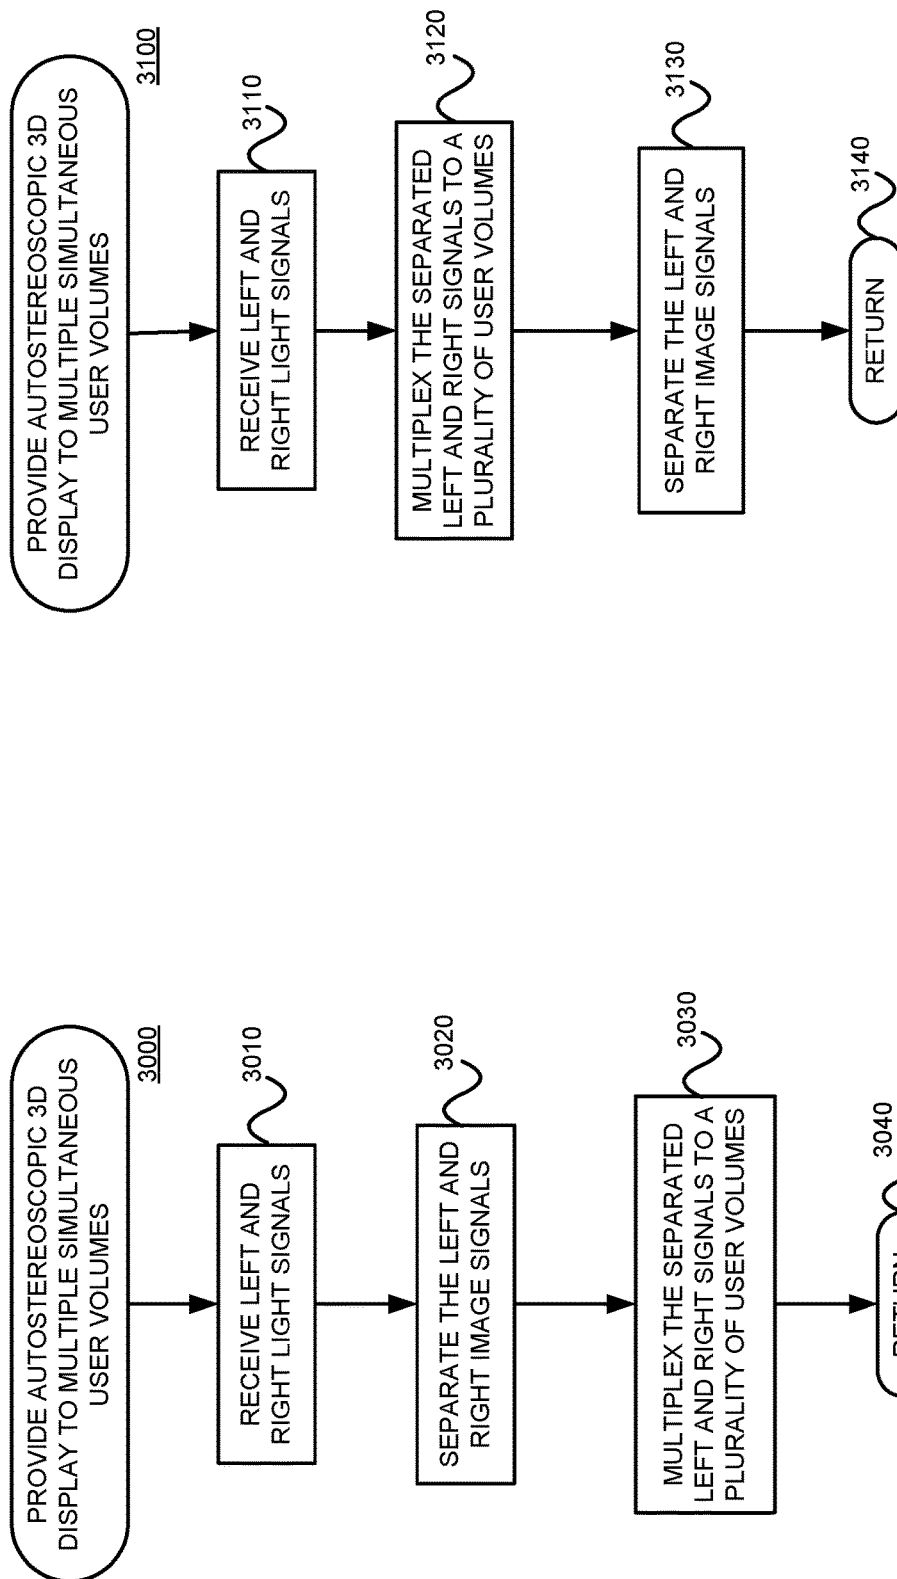 PROVIDE AUTOSTEREOSCOPIC 3D
DISPLAY TO MULTIPLE SIMULTANEOUS
USER VOLUMES
3000
RECEIVE LEFT AND
RIGHT LIGHT SIGNALS
3010
SEPARATE THE LEFT AND
RIGHT IMAGE SIGNALS
3020
MULTIPLEX THE SEPARATED
LEFT AND RIGHT SIGNALS TO A
PLURALITY OF USER VOLUMES
3030
RETURN
3040
PROVIDE AUTOSTEREOSCOPIC 3D
DISPLAY TO MULTIPLE SIMULTANEOUS
USER VOLUMES
3100
RECEIVE LEFT AND
RIGHT LIGHT SIGNALS
3110
MULTIPLEX THE SEPARATED
LEFT AND RIGHT SIGNALS TO A
PLURALITY OF USER VOLUMES
3120
SEPARATE THE LEFT AND
RIGHT IMAGE SIGNALS
3130
RETURN
3140